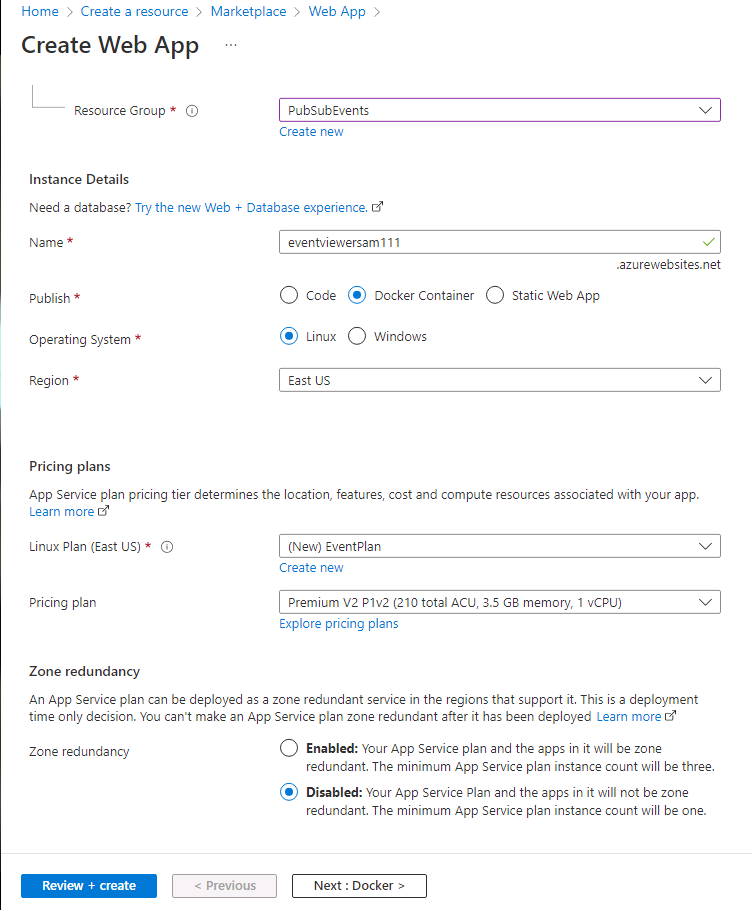 Home > Create a resource > Marketplace > Web App >
Create Web App ...
Resource Group *
PubSubEvents
Create new
Instance Details
Need a database? Try the new Web + Database experience.
Name *
eventviewersam111
.azurewebsites.net
Publish *
Code Docker Container Static Web App
Operating System *
Linux Windows
Region *
East US
Pricing plans
App Service plan pricing tier determines the location, features, cost and compute resources associated with your app.
Learn more
Linux Plan (East US) *
(New) EventPlan
Create new
Pricing plan
Premium V2 P1v2 (210 total ACU, 3.5 GB memory, 1 vCPU)
Explore pricing plans
Zone redundancy
An App Service plan can be deployed as a zone redundant service in the regions that support it. This is a deployment
time only decision. You can't make an App Service plan zone redundant after it has been deployed Learn more
Zone redundancy
Enabled: Your App Service plan and the apps in it will be zone
redundant. The minimum App Service plan instance count will be three.
Disabled: Your App Service Plan and the apps in it will not be zone
redundant. The minimum App Service plan instance count will be one.
Review + create < Previous Next : Docker >